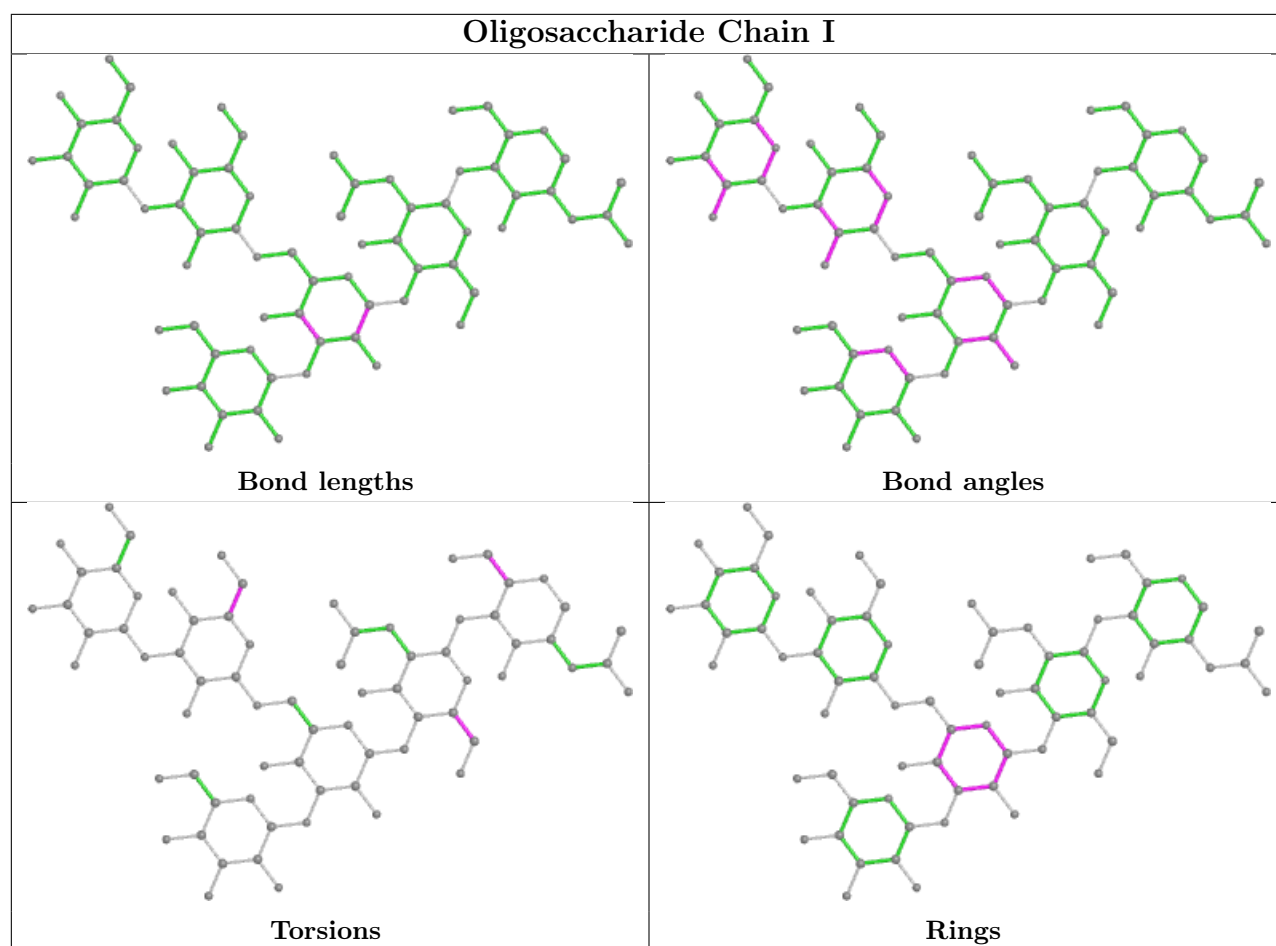 Oligosaccharide Chain I
Bond lengths
Bond angles
Torsions
Rings